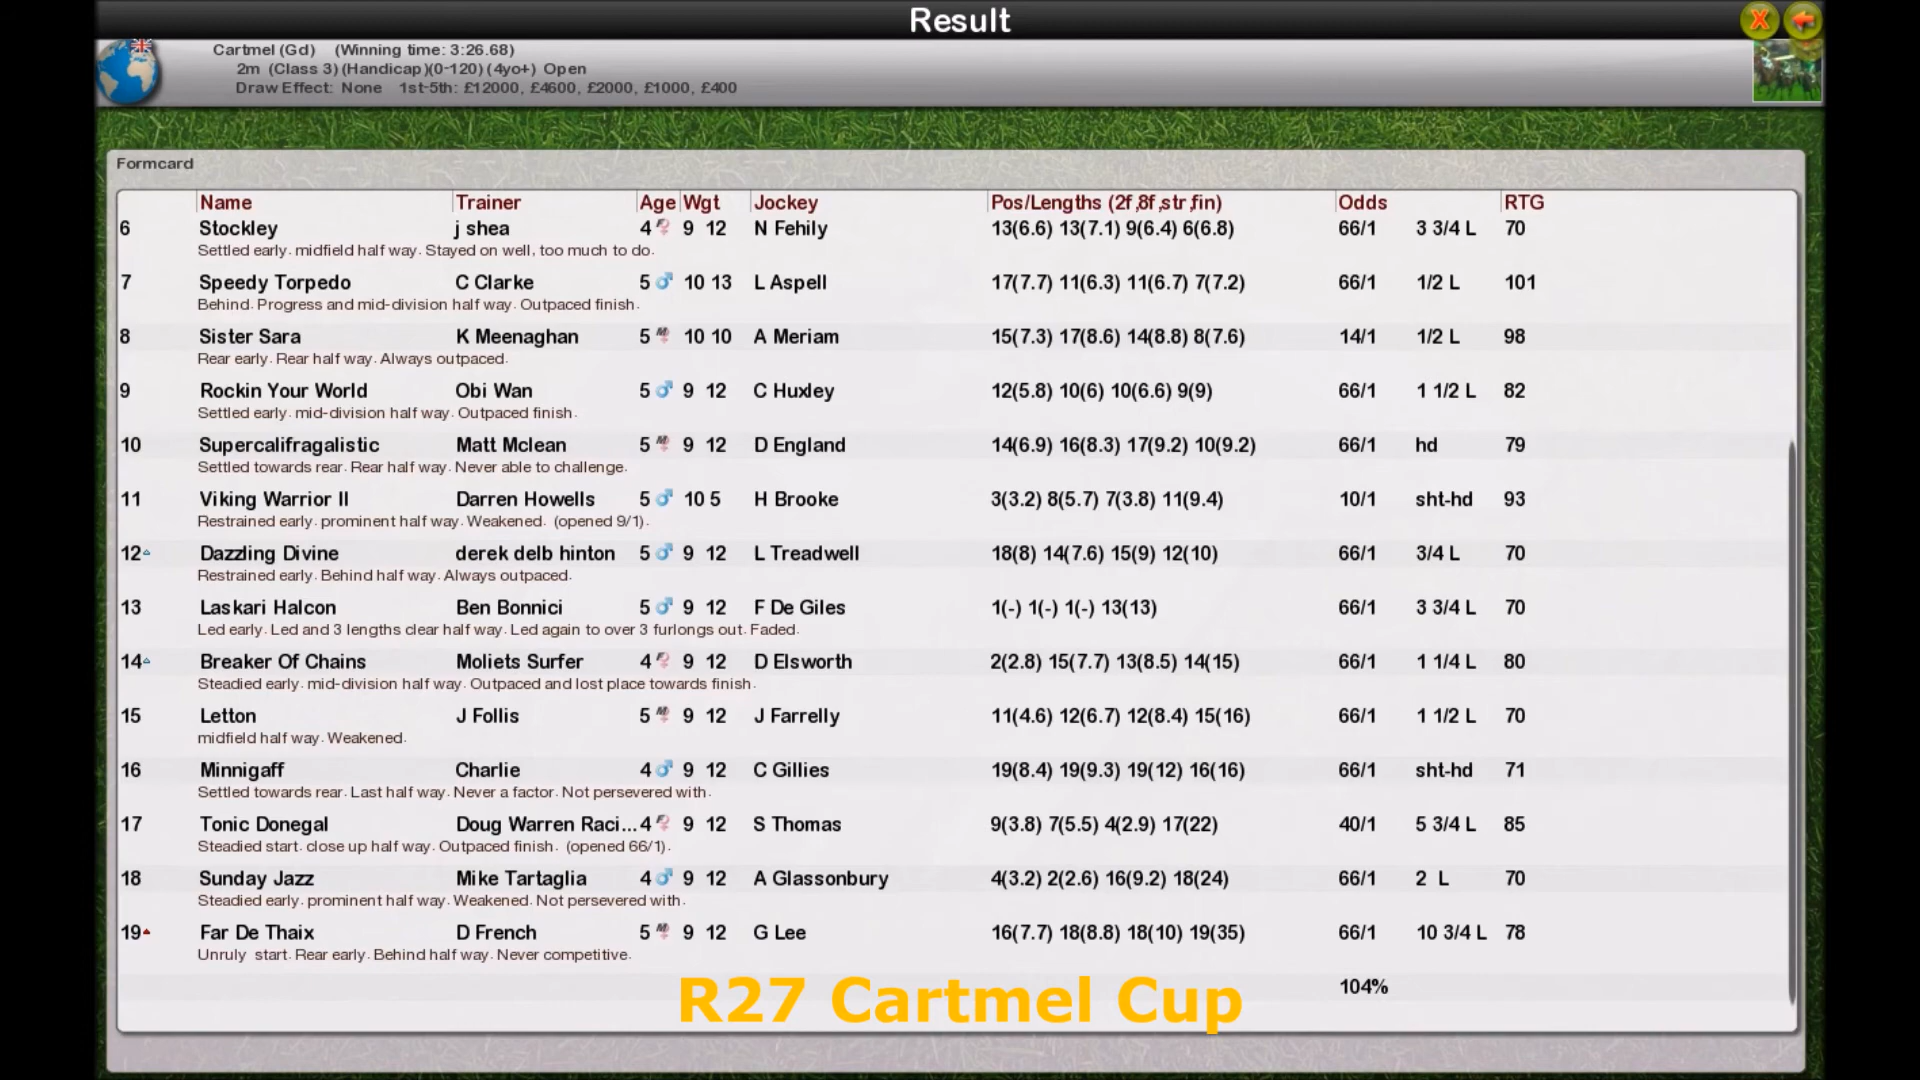 Result
Cartmel (Gd) (Winning time: 3:26.68)
2m (Class 3) (Handicap)(0-120) (4yo+) Open
Draw Effect: None 1st-5th: £12000, £4600, £2000, £1000, £400
Formcard
Name Trainer Age Wgt Jockey Pos/Lengths (2f,8f,str,fin) Odds RTG
6 Stockley j shea 4 F 9 12 N Fehily 13(6.6) 13(7.1) 9(6.4) 6(6.8) 66/1 3 3/4 L 70
Settled early. midfield half way. Stayed on well, too much to do.
7 Speedy Torpedo C Clarke 5 10 13 L Aspell 17(7.7) 11(6.3) 11(6.7) 7(7.2) 66/1 1/2 L 101
Behind. Progress and mid-division half way. Outpaced finish.
8 Sister Sara K Meenaghan 5 M 10 10 A Meriam 15(7.3) 17(8.6) 14(8.8) 8(7.6) 14/1 1/2 L 98
Rear early. Rear half way. Always outpaced.
9 Rockin Your World Obi Wan 5 9 12 C Huxley 12(5.8) 10(6) 10(6.6) 9(9) 66/1 1 1/2 L 82
Settled early. mid-division half way. Outpaced finish.
10 Supercalifragalistic Matt Mclean 5 M 9 12 D England 14(6.9) 16(8.3) 17(9.2) 10(9.2) 66/1 hd 79
Settled towards rear. Rear half way. Never able to challenge.
11 Viking Warrior II Darren Howells 5 10 5 H Brooke 3(3.2) 8(5.7) 7(3.8) 11(9.4) 10/1 sht-hd 93
Restrained early. prominent half way. Weakened. (opened 9/1).
12 Dazzling Divine derek delb hinton 5 9 12 L Treadwell 18(8) 14(7.6) 15(9) 12(10) 66/1 3/4 L 70
Restrained early. Behind half way. Always outpaced.
13 Laskari Halcon Ben Bonnici 5 9 12 F De Giles 1(-) 1(-) 1(-) 13(13) 66/1 3 3/4 L 70
Led early. Led and 3 lengths clear half way. Led again to over 3 furlongs out. Faded.
14 Breaker Of Chains Moliets Surfer 4 F 9 12 D Elsworth 2(2.8) 15(7.7) 13(8.5) 14(15) 66/1 1 1/4 L 80
Steadied early. mid-division half way. Outpaced and lost place towards finish.
15 Letton J Follis 5 M 9 12 J Farrelly 11(4.6) 12(6.7) 12(8.4) 15(16) 66/1 1 1/2 L 70
midfield half way. Weakened.
16 Minnigaff Charlie 4 9 12 C Gillies 19(8.4) 19(9.3) 19(12) 16(16) 66/1 sht-hd 71
Settled towards rear. Last half way. Never a factor. Not persevered with.
17 Tonic Donegal Doug Warren Raci... 4 F 9 12 S Thomas 9(3.8) 7(5.5) 4(2.9) 17(22) 40/1 5 3/4 L 85
Steadied start. close up half way. Outpaced finish. (opened 66/1).
18 Sunday Jazz Mike Tartaglia 4 9 12 A Glassonbury 4(3.2) 2(2.6) 16(9.2) 18(24) 66/1 2 L 70
Steadied early. prominent half way. Weakened. Not persevered with.
19 Far De Thaix D French 5 M 9 12 G Lee 16(7.7) 18(8.8) 18(10) 19(35) 66/1 10 3/4 L 78
Unruly start. Rear early. Behind half way. Never competitive.
104%
R27 Cartmel Cup